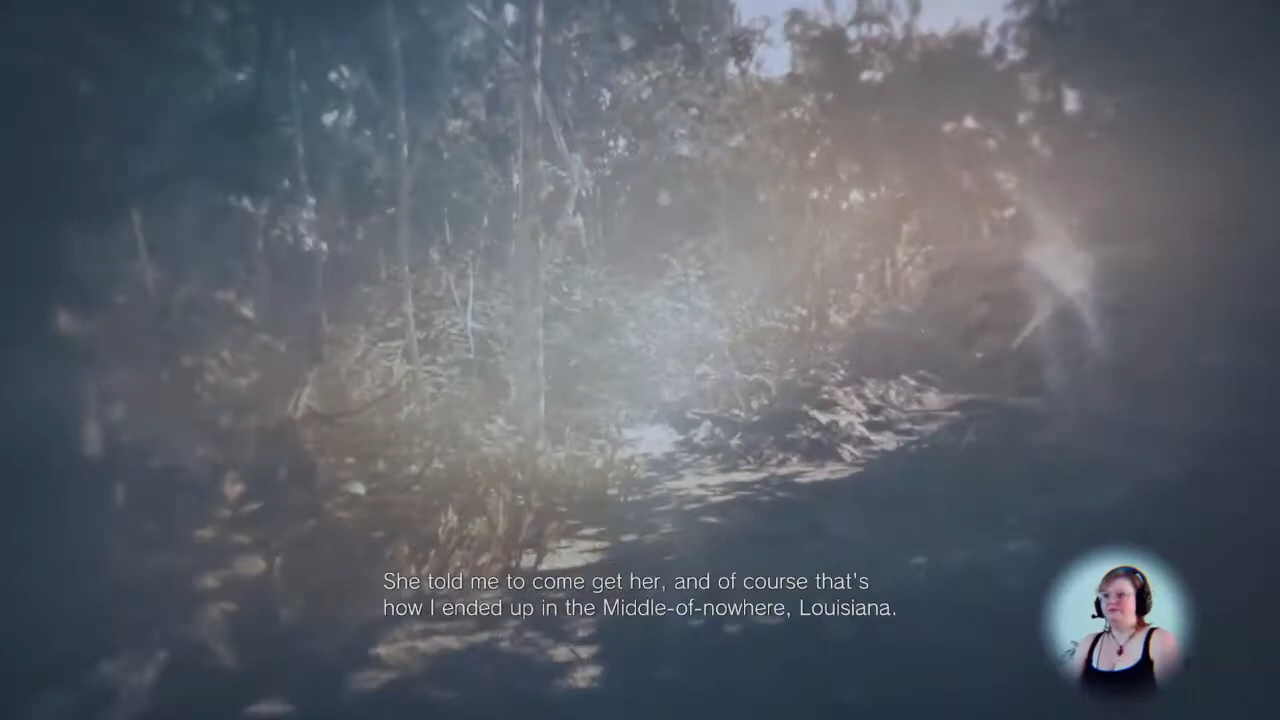 She told me to come get her, and of course that's
how I ended up in the Middle-of-nowhere, Louisiana.